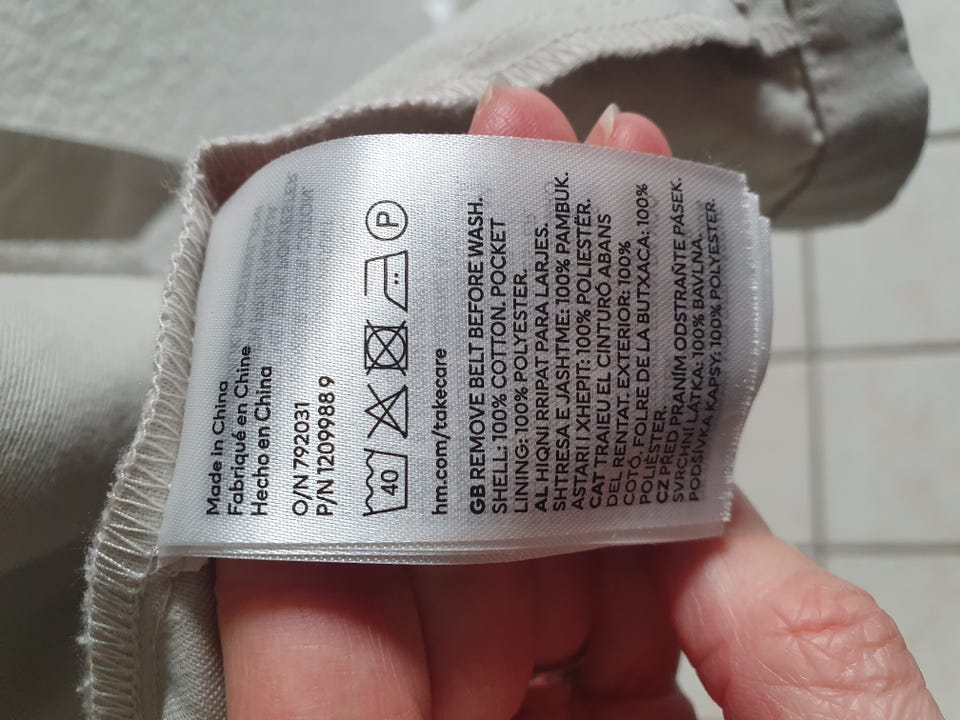 Made in China
Fabriqué en Chine
Hecho en China
O/N 792031
P/N 1209988 9
40
P
hm.com/takecare
GB REMOVE BELT BEFORE WASH.
SHELL: 100% COTTON. POCKET
LINING: 100% POLYESTER.
AL HIQNI RRIPAT PARA LARJES.
SHTRESA E JASHTME: 100% PAMBUK.
ASTARI I XHEPIT: 100% POLIESTËR.
CAT TRAIEU EL CINTURÓ ABANS
DEL RENTAT. EXTERIOR: 100%
COTÓ. FOLRE DE LA BUTXACA: 100%
POLIÈSTER.
CZ PŘED PRANÍM ODSTRAŇTE PÁSEK.
SVRCHNÍ LÁTKA: 100% BAVLNA.
PODŠÍVKA KAPSY: 100% POLYESTER.